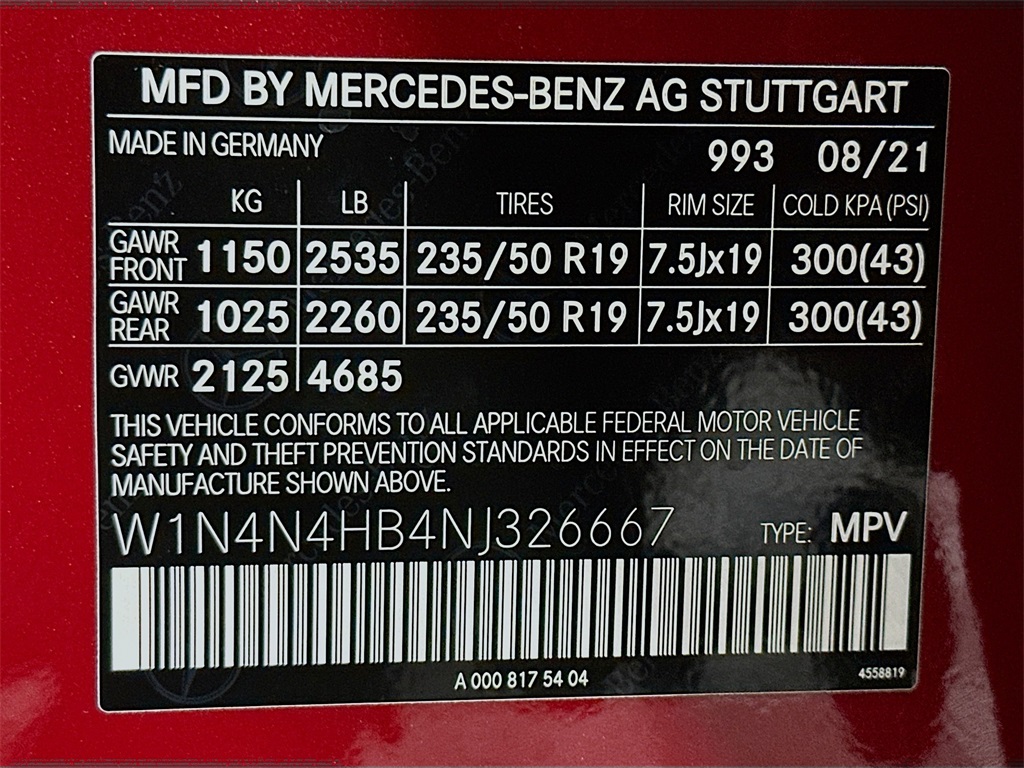 MFD BY MERCEDES-BENZ AG STUTTGART
MADE IN GERMANY 993 08/21
KG LB TIRES RIM SIZE COLD KPA (PSI)
GAWR FRONT 1150 2535 235/50 R19 7.5Jx19 300(43)
GAWR REAR 1025 2260 235/50 R19 7.5Jx19 300(43)
GVWR 2125 4685
THIS VEHICLE CONFORMS TO ALL APPLICABLE FEDERAL MOTOR VEHICLE
SAFETY AND THEFT PREVENTION STANDARDS IN EFFECT ON THE DATE OF
MANUFACTURE SHOWN ABOVE.
W1N4N4HB4NJ326667 TYPE: MPV
A 000 817 54 04 4558819